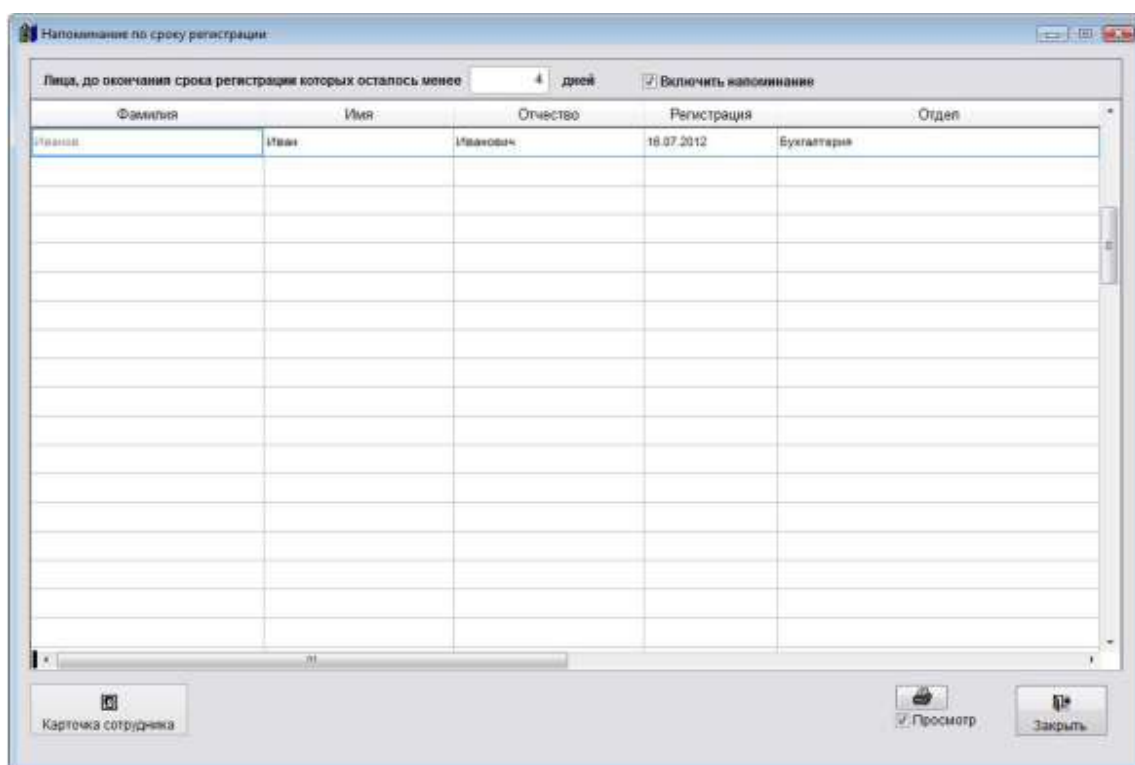 Напоминание по сроку регистрации
Лица, до окончания срока регистрации которых осталось менее 4 дней Включить напоминание
Фамилия Имя Отчество Регистрация Отдел
Иванов Иван Иванович 16.07.2012 Бухгалтерия
Карточка сотрудника
Просмотр
Закрыть